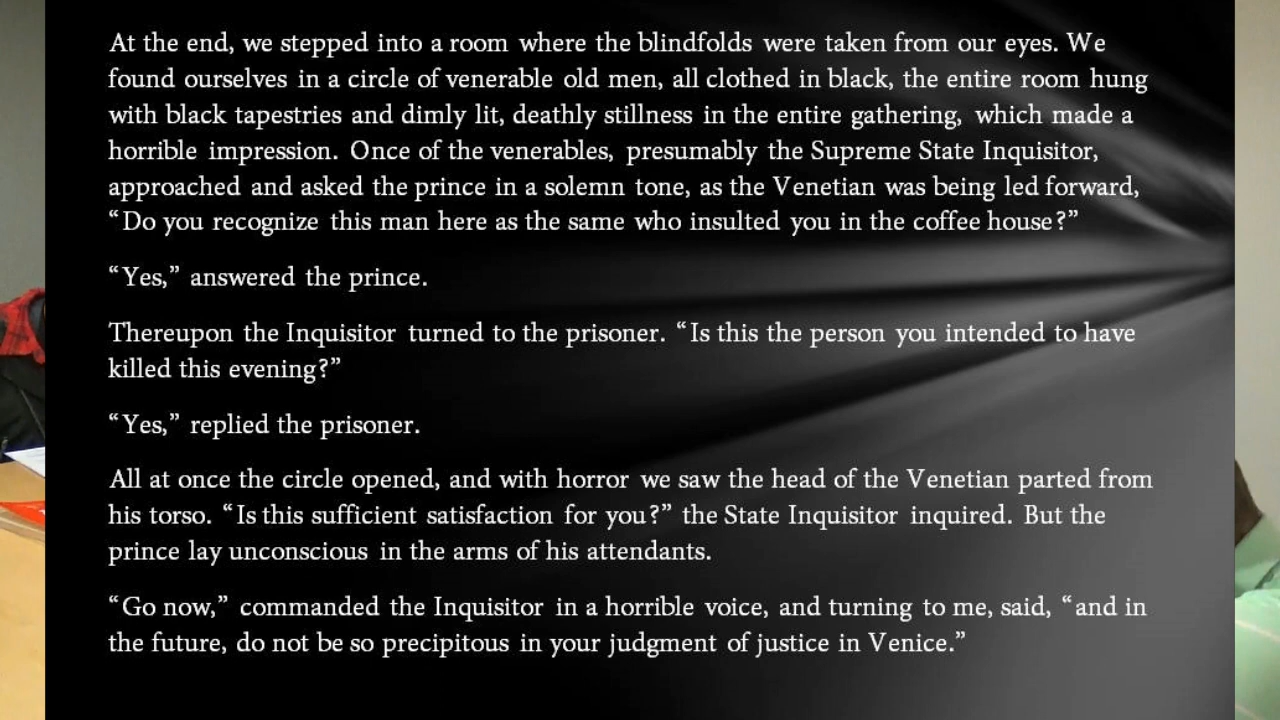 At the end, we stepped into a room where the blindfolds were taken from our eyes. We
found ourselves in a circle of venerable old men, all clothed in black, the entire room hung
with black tapestries and dimly lit, deathly stillness in the entire gathering, which made a
horrible impression. Once of the venerables, presumably the Supreme State Inquisitor,
approached and asked the prince in a solemn tone, as the Venetian was being led forward,
“Do you recognize this man here as the same who insulted you in the coffee house?”
“Yes,” answered the prince.
Thereupon the Inquisitor turned to the prisoner. “Is this the person you intended to have
killed this evening?”
“Yes,” replied the prisoner.
All at once the circle opened, and with horror we saw the head of the Venetian parted from
his torso. “Is this sufficient satisfaction for you?” the State Inquisitor inquired. But the
prince lay unconscious in the arms of his attendants.
“Go now,” commanded the Inquisitor in a horrible voice, and turning to me, said, “and in
the future, do not be so precipitous in your judgment of justice in Venice.”